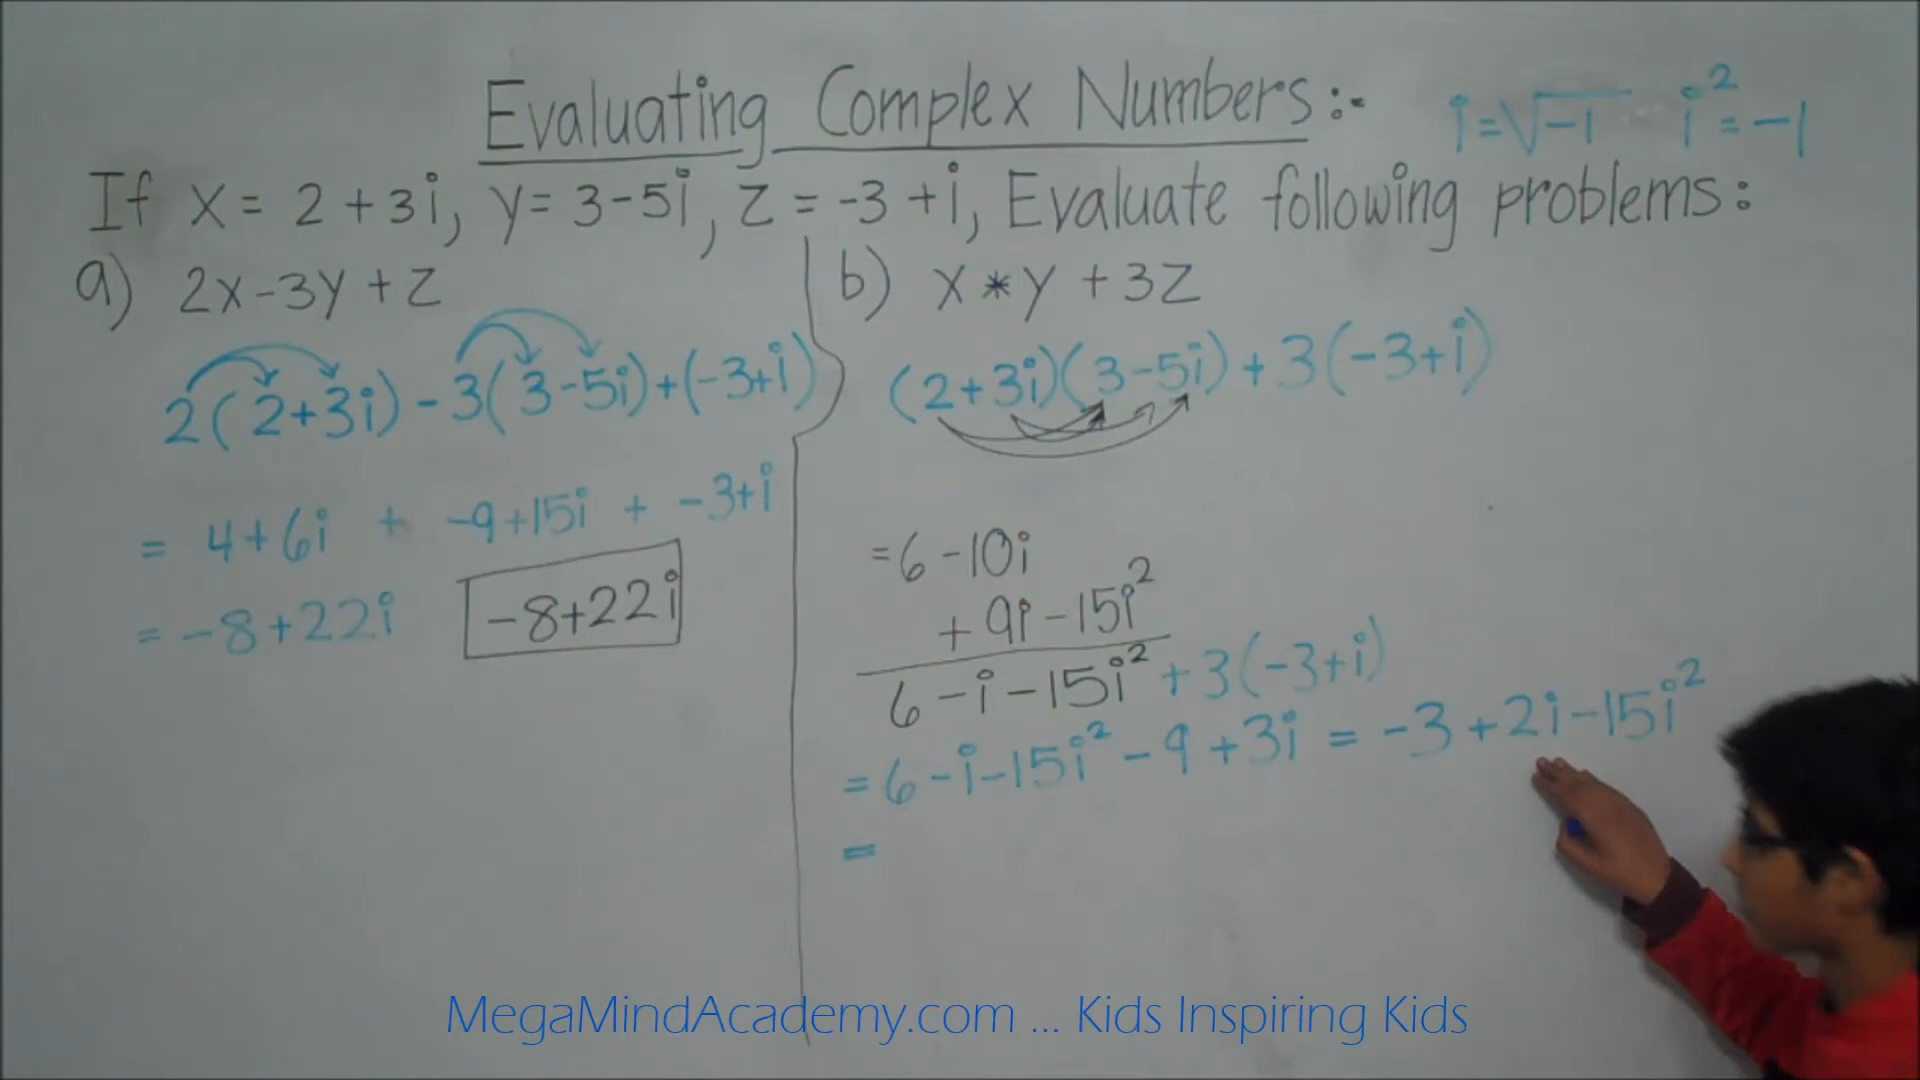 Evaluating Complex Numbers:-
i=√-1 i²=-1
If x = 2+3i, y= 3-5i, z = -3+i, Evaluate following problems:
a) 2x-3y+z
2(2+3i)-3(3-5i)+(-3+i)
= 4+6i + -9+15i + -3+i
= -8+22i -8+22i
b) x*y+3z
(2+3i)(3-5i)+3(-3+i)
=6-10i
+9i-15i²
6-i-15i²+3(-3+i)
=6-i-15i²-9+3i = -3+2i-15i²
=
MegaMindAcademy.com ... Kids Inspiring Kids